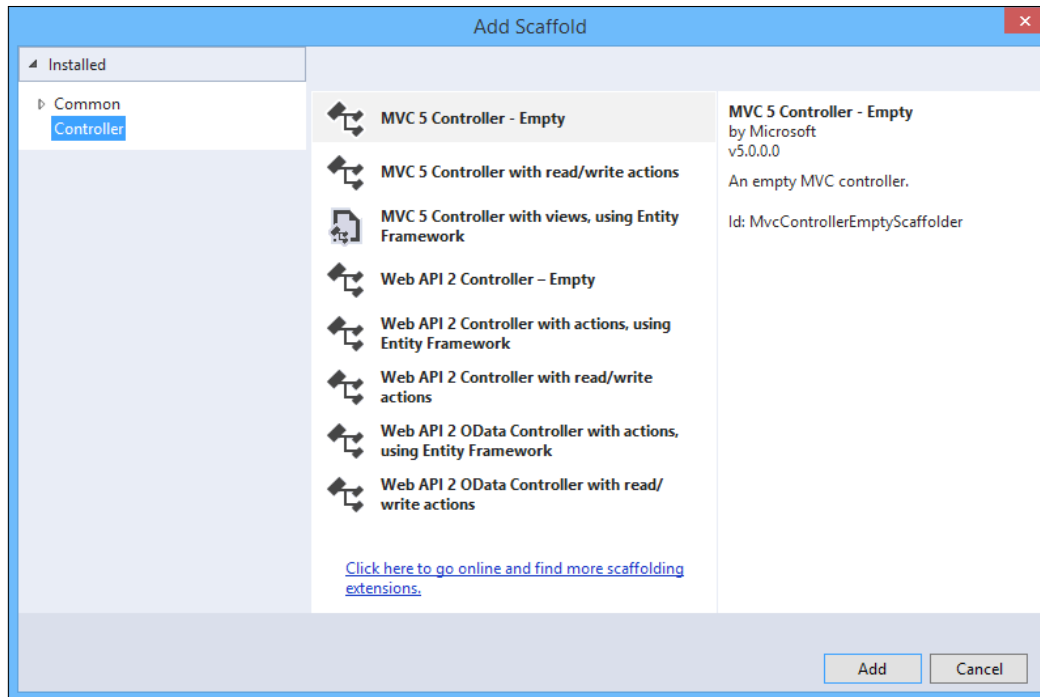 Add Scaffold
Installed
Common
Controller
MVC 5 Controller - Empty
MVC 5 Controller with read/write actions
MVC 5 Controller with views, using Entity
Framework
Web API 2 Controller – Empty
Web API 2 Controller with actions, using
Entity Framework
Web API 2 Controller with read/write
actions
Web API 2 OData Controller with actions,
using Entity Framework
Web API 2 OData Controller with read/
write actions
Click here to go online and find more scaffolding
extensions.
MVC 5 Controller - Empty
by Microsoft
v5.0.0.0
An empty MVC controller.
Id: MvcControllerEmptyScaffolder
Add
Cancel